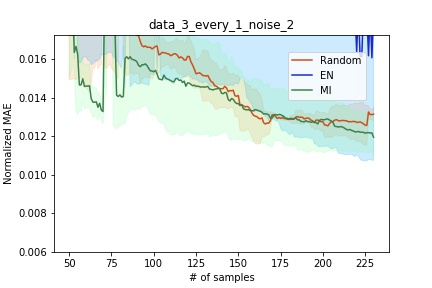 data_3_every_1_noise_2
Normalized MAE
0.016
0.014
0.012
0.010
0.008
0.006
Random
EN
MI
50 75 100 125 150 175 200 225
# of samples